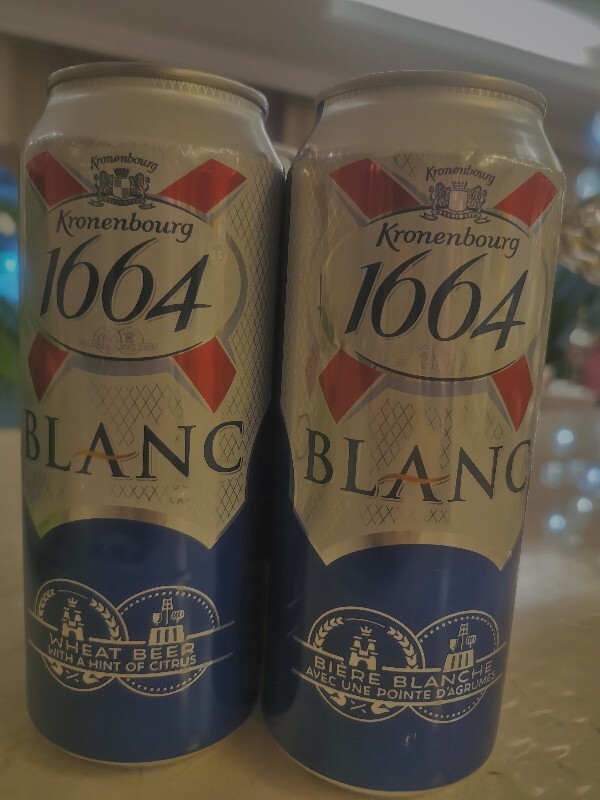 Kronenbourg
Kronenbourg
1664
BLANC
WHEAT BEER
WITH A HINT OF CITRUS
Kronenbourg
Kronenbourg
1664
BLANC
BIÈRE BLANCHE
AVEC UNE POINTE D'AGRUMES